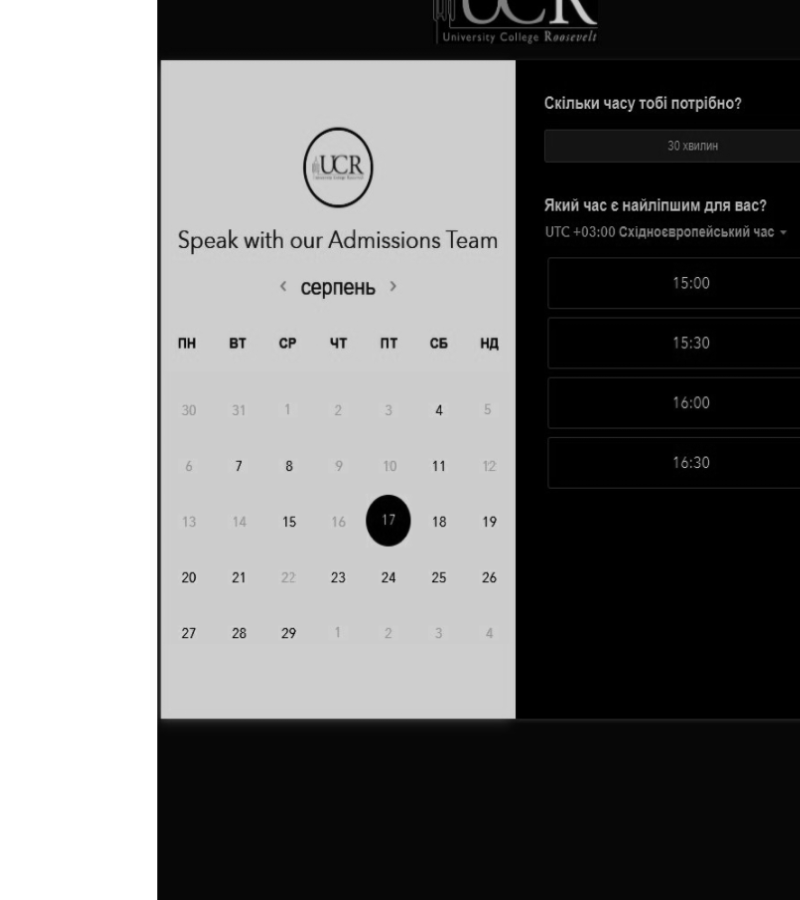 UCR
University College Roosevelt
UCR
Speak with our Admissions Team
‹ серпень ›
ПН ВТ СР ЧТ ПТ СБ НД
30 31 1 2 3 4 5
6 7 8 9 10 11 12
13 14 15 16 17 18 19
20 21 22 23 24 25 26
27 28 29 1 2 3 4
Скільки часу тобі потрібно?
30 хвилин
Який час є найліпшим для вас?
UTC +03:00 Східноєвропейський час
15:00
15:30
16:00
16:30